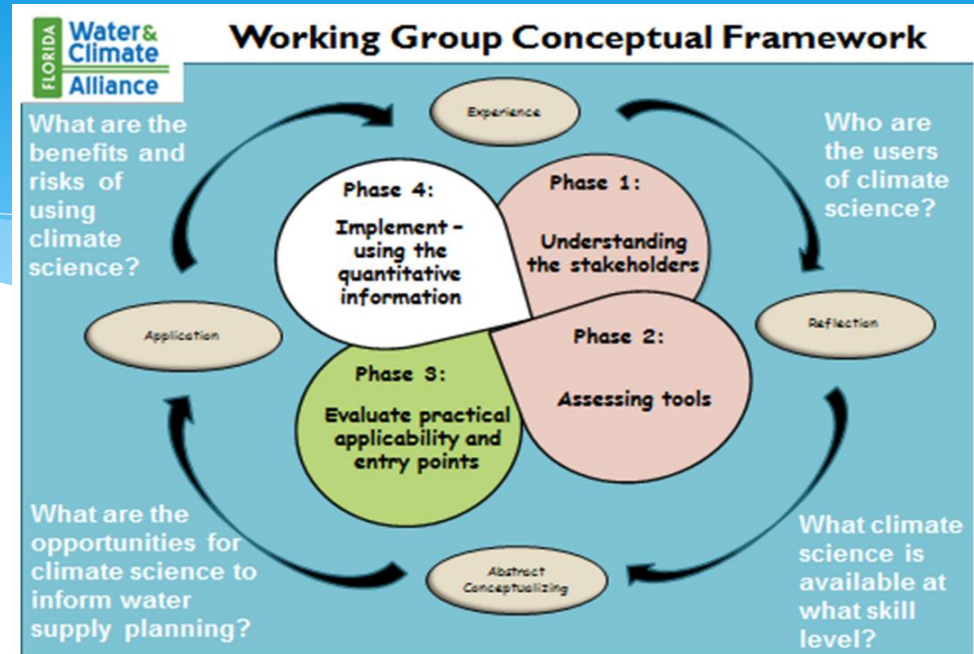 FLORIDA
Water&
Climate
Alliance
Working Group Conceptual Framework
Experience
What are the
benefits and
risks of
using
climate
science?
Who are
the users
of climate
science?
Phase 4:
Implement -
using the
quantitative
information
Phase 1:
Understanding
the stakeholders
Application
Reflection
Phase 3:
Evaluate practical
applicability and
entry points
Phase 2:
Assessing tools
What are the
opportunities for
climate science to
inform water
supply planning?
Abstract
Conceptualizing
What climate
science is
available at
what skill
level?